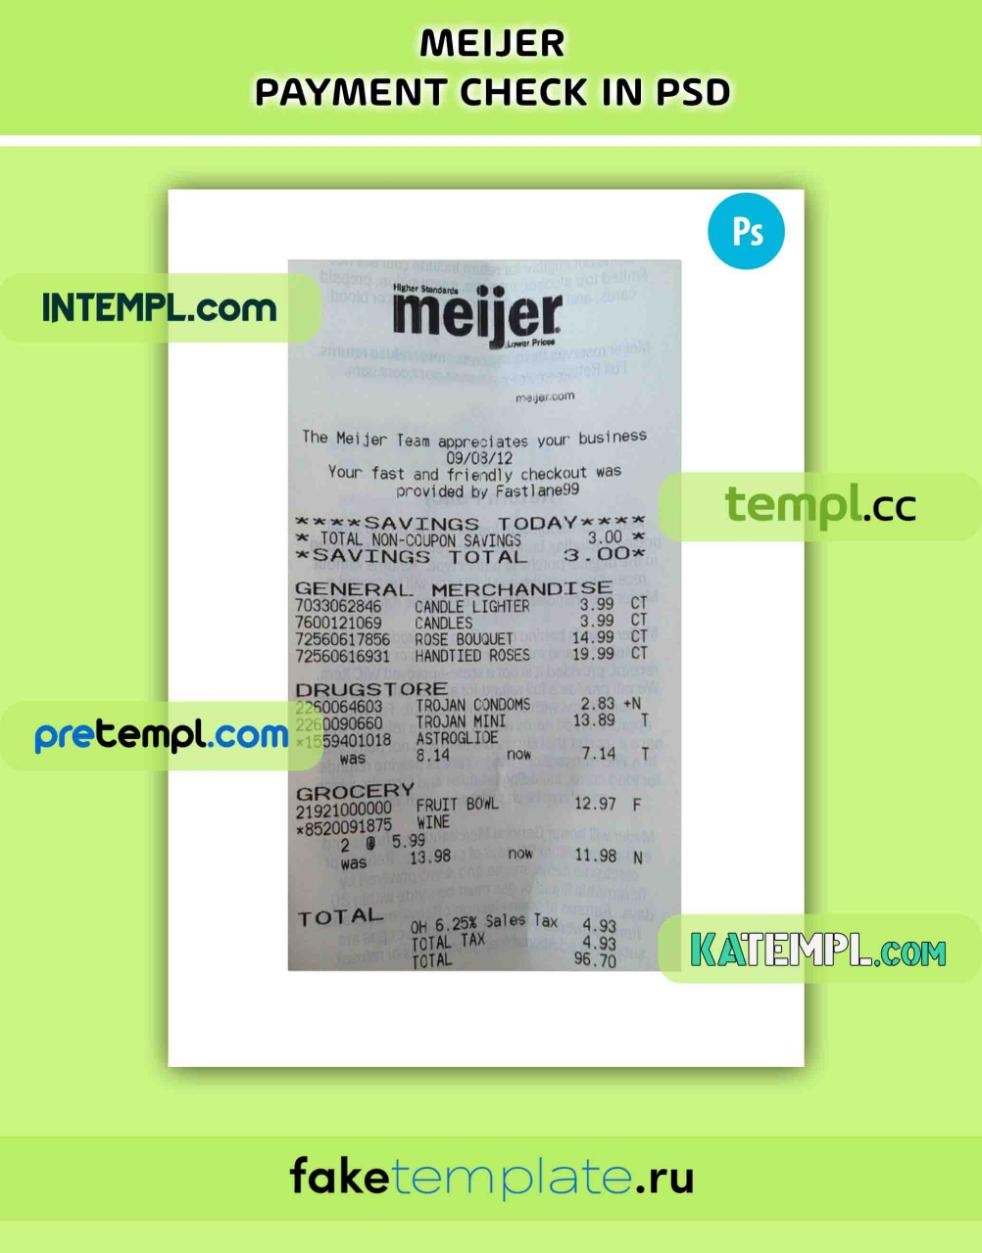 MEIJER
PAYMENT CHECK IN PSD
Ps
INTEMPL.com
Higher Standards
meijer
Lower Prices
meijer.com
The Meijer Team appreciates your business
09/03/12
Your fast and friendly checkout was
provided by Fastlane99
templ.cc
****SAVINGS TODAY****
* TOTAL NON-COUPON SAVINGS 3.00 *
*SAVINGS TOTAL 3.00*
GENERAL MERCHANDISE
7033062846 CANDLE LIGHTER 3.99 CT
7600121069 CANDLES 3.99 CT
72560617856 ROSE BOUQUET 14.99 CT
72560616931 HANDTIED ROSES 19.99 CT
DRUGSTORE
2260064603 TROJAN CONDOMS 2.83 +N
2260090660 TROJAN MINI 13.89 T
*1559401018 ASTROGLIDE
was 8.14 now 7.14 T
pretempl.com
GROCERY
21921000000 FRUIT BOWL 12.97 F
*8520091875 WINE
2 @ 5.99
was 13.98 now 11.98 N
TOTAL
OH 6.25% Sales Tax 4.93
TOTAL TAX 4.93
TOTAL 96.70
KATEMPL.COM
faketemplate.ru